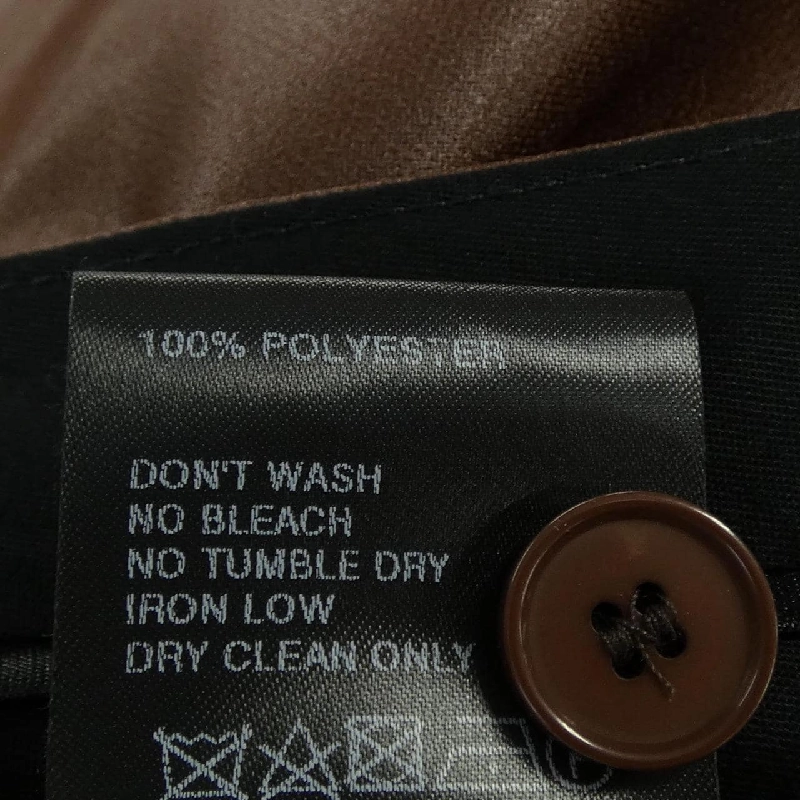 100% POLYESTER
DON'T WASH
NO BLEACH
NO TUMBLE DRY
IRON LOW
DRY CLEAN ONLY